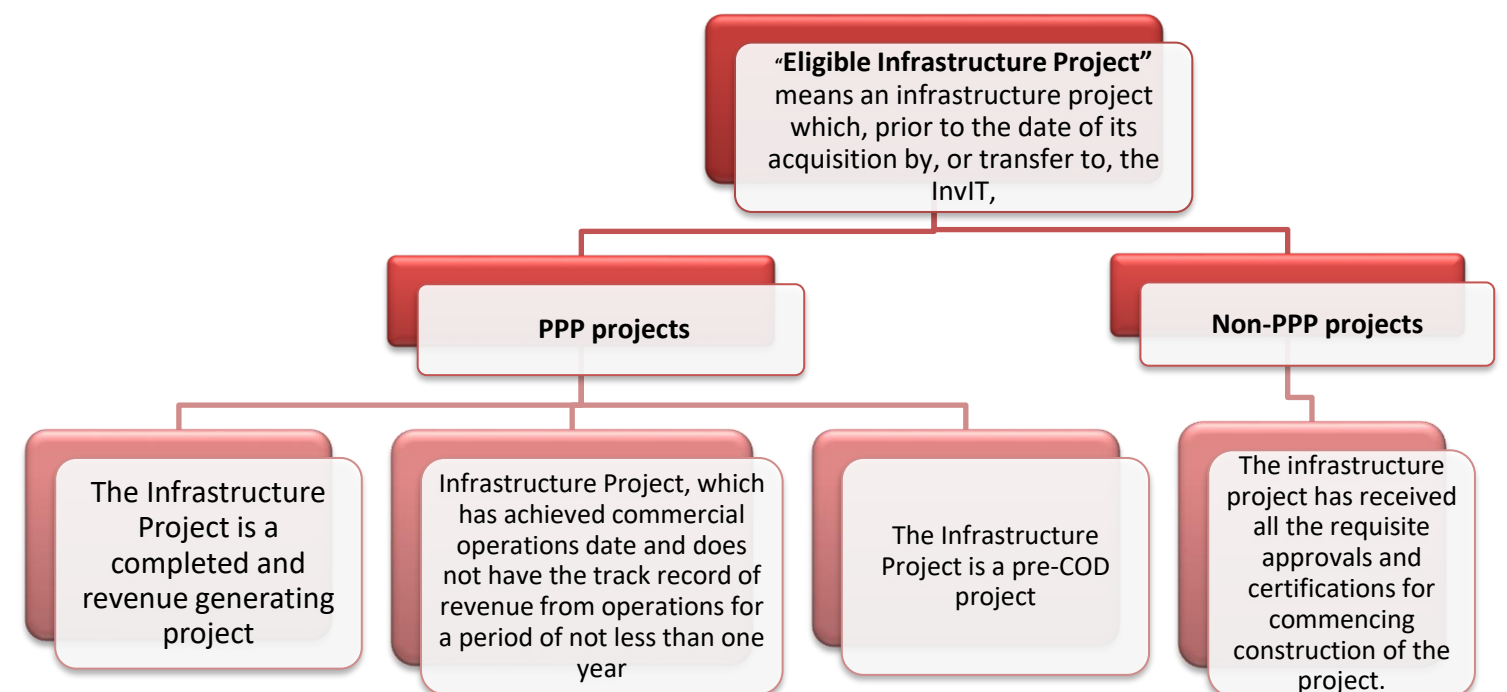 “Eligible Infrastructure Project”
means an infrastructure project
which, prior to the date of its
acquisition by, or transfer to, the
InvIT,
PPP projects
Non-PPP projects
The Infrastructure
Project is a
completed and
revenue generating
project
Infrastructure Project, which
has achieved commercial
operations date and does
not have the track record of
revenue from operations for
a period of not less than one
year
The Infrastructure
Project is a pre-COD
project
The infrastructure
project has received
all the requisite
approvals and
certifications for
commencing
construction of the
project.